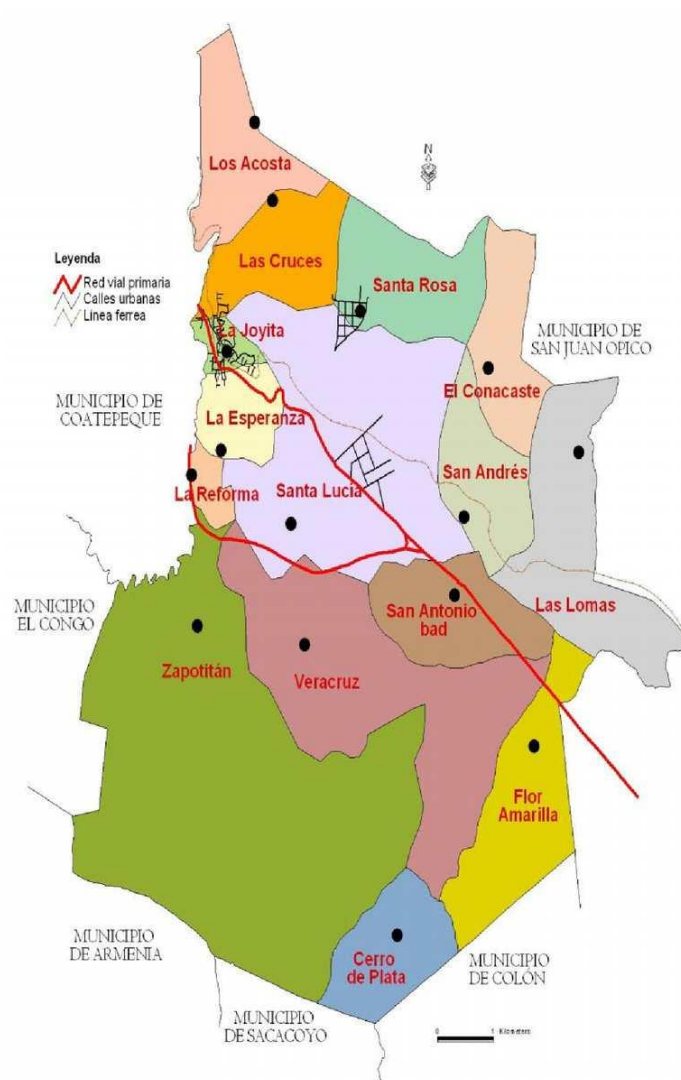 Los Acosta
N
Las Cruces
Leyenda
Red vial primaria
Calles urbanas
Linea ferrea
Santa Rosa
La Joyita
MUNICIPIO DE
SAN JUAN OPICO
MUNICIPIO DE
COATEPEQUE
El Conacaste
La Esperanza
San Andrés
La Reforma
Santa Lucia
MUNICIPIO
EL CONGO
San Antonio
bad
Las Lomas
Zapotitán
Veracruz
Flor
Amarilla
MUNICIPIO
DE ARMENIA
Cerro
de Plata
MUNICIPIO
DE COLÓN
MUNICIPIO
DE SACACOYO
0 1 Kilometers